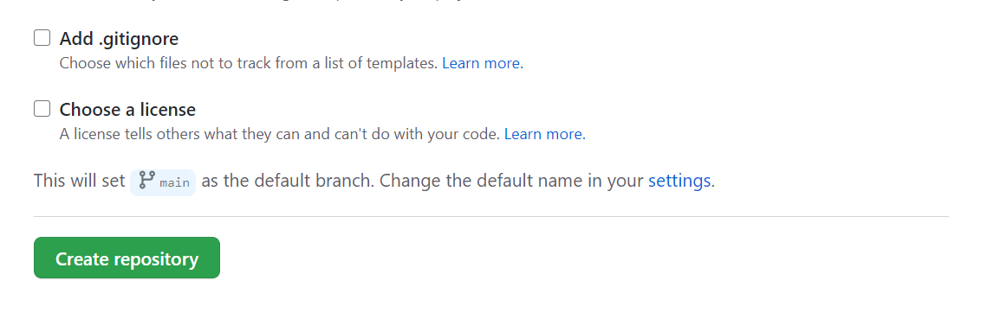 Add .gitignore
Choose which files not to track from a list of templates. Learn more.
Choose a license
A license tells others what they can and can't do with your code. Learn more.
This will set main as the default branch. Change the default name in your settings.
Create repository